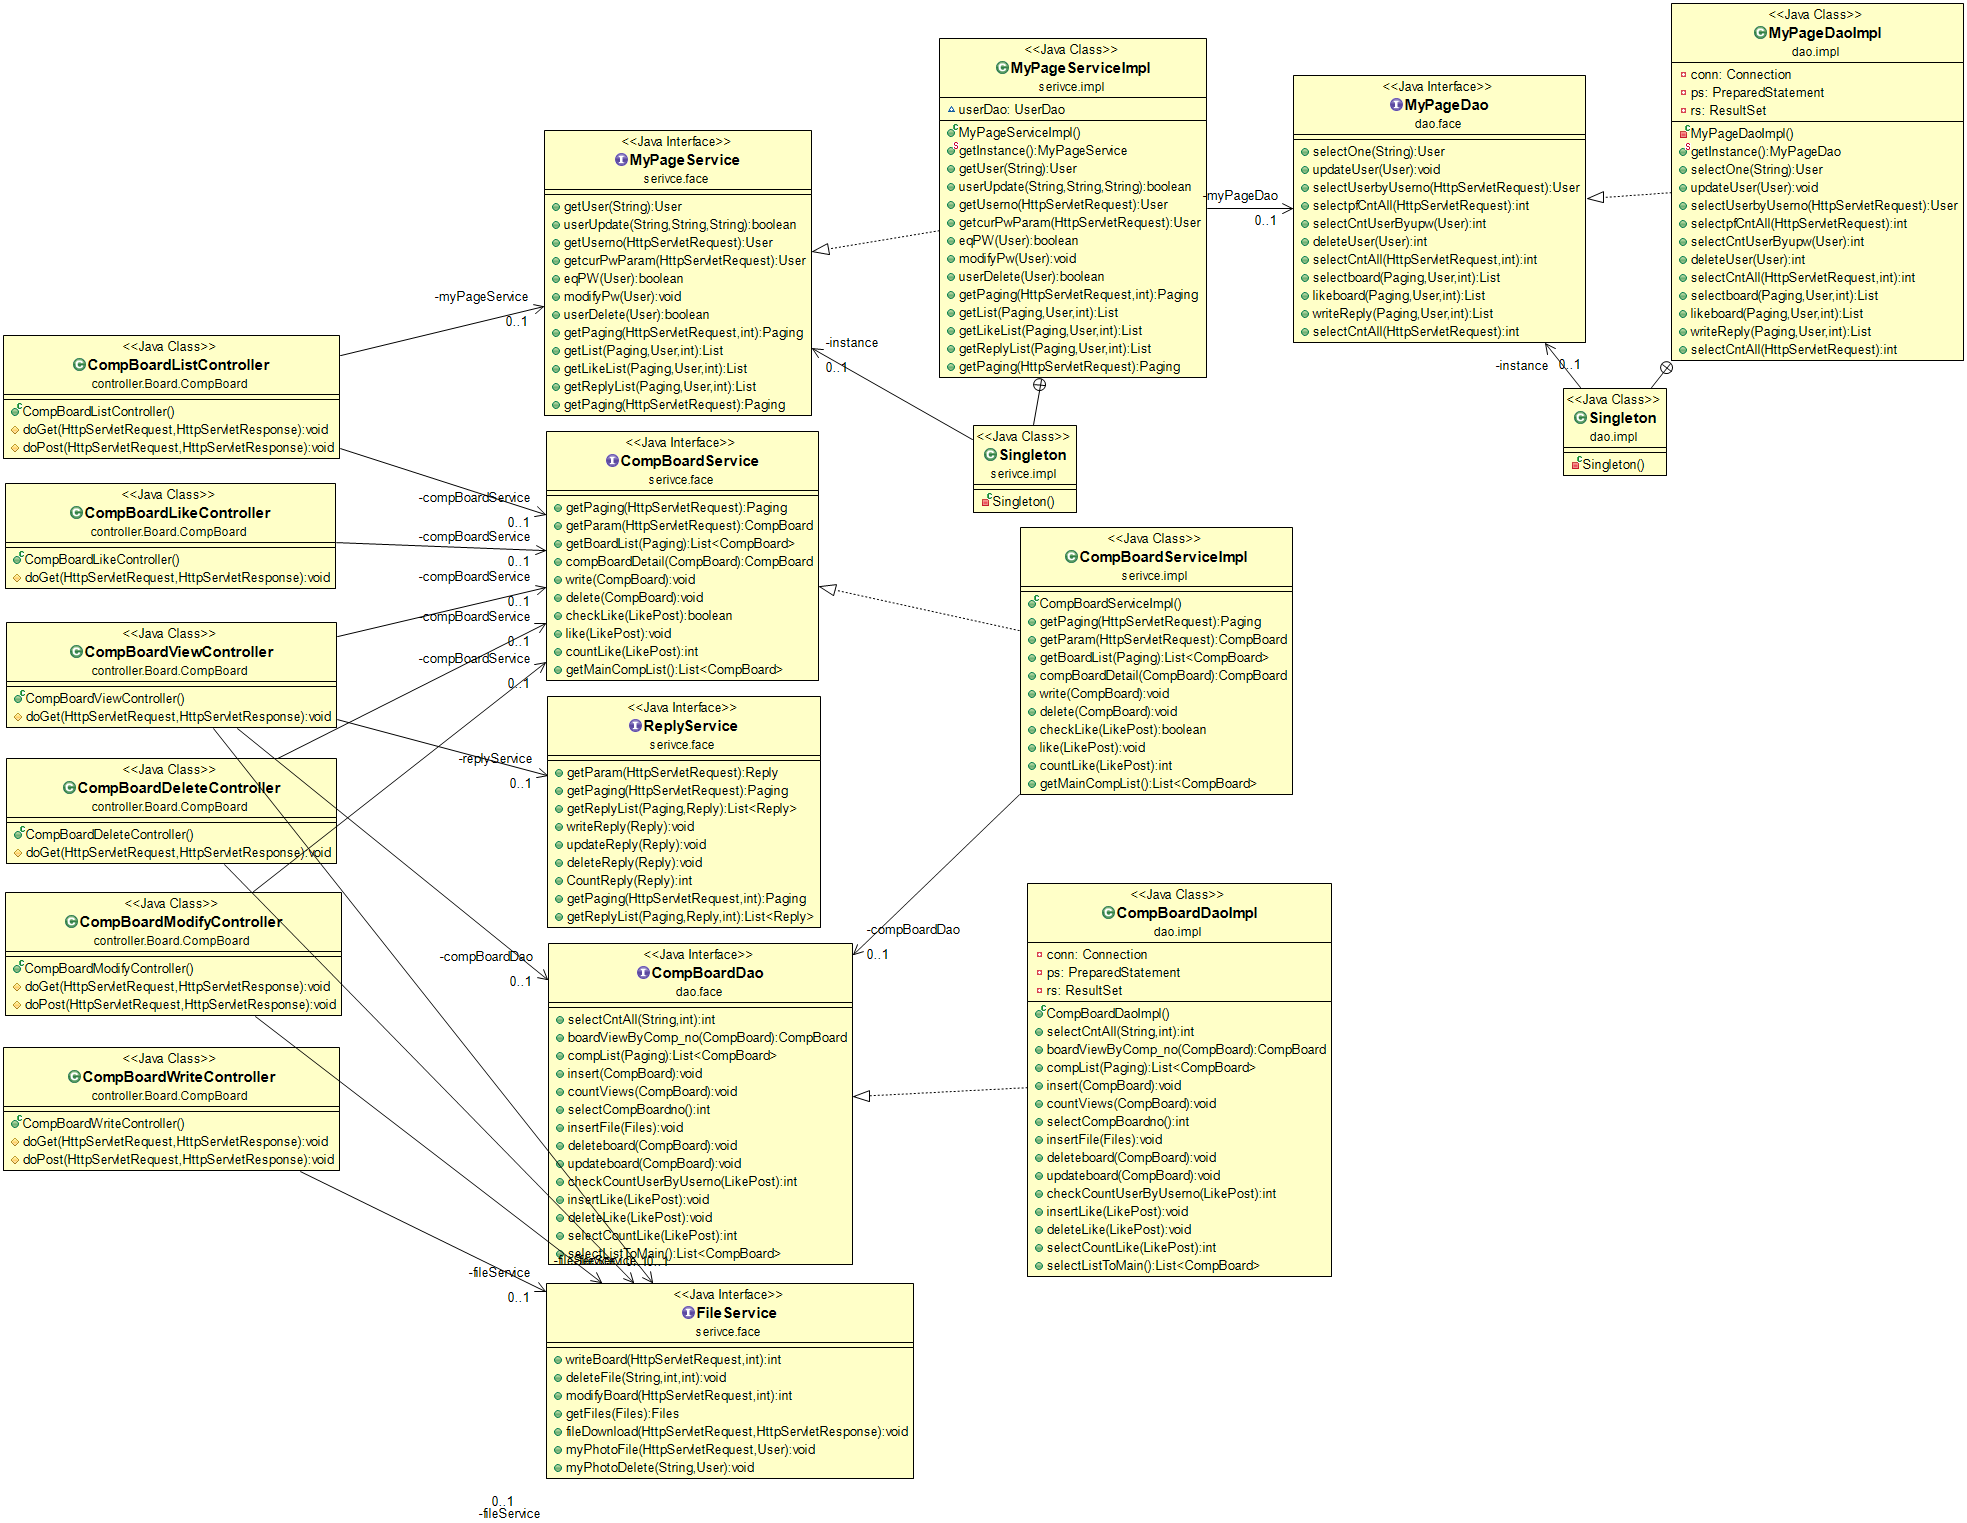 <<Java Class>>
MyPageDaoImpl
dao.impl
conn: Connection
ps: PreparedStatement
rs: ResultSet
MyPageDaoImpl()
getInstance():MyPageDao
selectOne(String):User
updateUser(User):void
selectUserbyUserno(HttpServletRequest):User
selectpfCntAll(HttpServletRequest):int
selectCntUserByupw(User):int
deleteUser(User):int
selectCntAll(HttpServletRequest,int):int
selectboard(Paging,User,int):List
likeboard(Paging,User,int):List
writeReply(Paging,User,int):List
selectCntAll(HttpServletRequest):int
<<Java Class>>
MyPageServiceImpl
serivce.impl
userDao: UserDao
MyPageServiceImpl()
getInstance():MyPageService
getUser(String):User
userUpdate(String,String,String):boolean
getUserno(HttpServletRequest):User
getcurPwParam(HttpServletRequest):User
eqPW(User):boolean
modifyPw(User):void
userDelete(User):boolean
getPaging(HttpServletRequest,int):Paging
getList(Paging,User,int):List
getLikeList(Paging,User,int):List
getReplyList(Paging,User,int):List
getPaging(HttpServletRequest):Paging
-myPageDao
0..1
<<Java Interface>>
MyPageDao
dao.face
selectOne(String):User
updateUser(User):void
selectUserbyUserno(HttpServletRequest):User
selectpfCntAll(HttpServletRequest):int
selectCntUserByupw(User):int
deleteUser(User):int
selectCntAll(HttpServletRequest,int):int
selectboard(Paging,User,int):List
likeboard(Paging,User,int):List
writeReply(Paging,User,int):List
selectCntAll(HttpServletRequest):int
-instance
0..1
<<Java Class>>
Singleton
dao.impl
Singleton()
<<Java Interface>>
MyPageService
serivce.face
getUser(String):User
userUpdate(String,String,String):boolean
getUserno(HttpServletRequest):User
getcurPwParam(HttpServletRequest):User
eqPW(User):boolean
modifyPw(User):void
userDelete(User):boolean
getPaging(HttpServletRequest,int):Paging
getList(Paging,User,int):List
getLikeList(Paging,User,int):List
getReplyList(Paging,User,int):List
getPaging(HttpServletRequest):Paging
-myPageService
0..1
-instance
0..1
<<Java Class>>
Singleton
serivce.impl
Singleton()
<<Java Class>>
CompBoardListController
controller.Board.CompBoard
CompBoardListController()
doGet(HttpServletRequest,HttpServletResponse):void
doPost(HttpServletRequest,HttpServletResponse):void
<<Java Class>>
CompBoardLikeController
controller.Board.CompBoard
CompBoardLikeController()
doGet(HttpServletRequest,HttpServletResponse):void
<<Java Class>>
CompBoardViewController
controller.Board.CompBoard
CompBoardViewController()
doGet(HttpServletRequest,HttpServletResponse):void
<<Java Class>>
CompBoardDeleteController
controller.Board.CompBoard
CompBoardDeleteController()
doGet(HttpServletRequest,HttpServletResponse):void
<<Java Class>>
CompBoardModifyController
controller.Board.CompBoard
CompBoardModifyController()
doGet(HttpServletRequest,HttpServletResponse):void
doPost(HttpServletRequest,HttpServletResponse):void
<<Java Class>>
CompBoardWriteController
controller.Board.CompBoard
CompBoardWriteController()
doGet(HttpServletRequest,HttpServletResponse):void
doPost(HttpServletRequest,HttpServletResponse):void
-compBoardService
0..1
-compBoardService
0..1
-compBoardService
0..1
-compBoardService
0..1
-compBoardService
0..1
-replyService
0..1
-compBoardDao
0..1
-fileService
0..1
<<Java Interface>>
CompBoardService
serivce.face
getPaging(HttpServletRequest):Paging
getParam(HttpServletRequest):CompBoard
getBoardList(Paging):List<CompBoard>
compBoardDetail(CompBoard):CompBoard
write(CompBoard):void
delete(CompBoard):void
checkLike(LikePost):boolean
like(LikePost):void
countLike(LikePost):int
getMainCompList():List<CompBoard>
<<Java Interface>>
ReplyService
serivce.face
getParam(HttpServletRequest):Reply
getPaging(HttpServletRequest):Paging
getReplyList(Paging,Reply):List<Reply>
writeReply(Reply):void
updateReply(Reply):void
deleteReply(Reply):void
CountReply(Reply):int
getPaging(HttpServletRequest,int):Paging
getReplyList(Paging,Reply,int):List<Reply>
<<Java Class>>
CompBoardServiceImpl
serivce.impl
CompBoardServiceImpl()
getPaging(HttpServletRequest):Paging
getParam(HttpServletRequest):CompBoard
getBoardList(Paging):List<CompBoard>
compBoardDetail(CompBoard):CompBoard
write(CompBoard):void
delete(CompBoard):void
checkLike(LikePost):boolean
like(LikePost):void
countLike(LikePost):int
getMainCompList():List<CompBoard>
-compBoardDao
0..1
<<Java Interface>>
CompBoardDao
dao.face
selectCntAll(String,int):int
boardViewByComp_no(CompBoard):CompBoard
compList(Paging):List<CompBoard>
insert(CompBoard):void
countViews(CompBoard):void
selectCompBoardno():int
insertFile(Files):void
deleteboard(CompBoard):void
updateboard(CompBoard):void
checkCountUserByUserno(LikePost):int
insertLike(LikePost):void
deleteLike(LikePost):void
selectCountLike(LikePost):int
selectListToMain():List<CompBoard>
<<Java Class>>
CompBoardDaoImpl
dao.impl
conn: Connection
ps: PreparedStatement
rs: ResultSet
CompBoardDaoImpl()
selectCntAll(String,int):int
boardViewByComp_no(CompBoard):CompBoard
compList(Paging):List<CompBoard>
insert(CompBoard):void
countViews(CompBoard):void
selectCompBoardno():int
insertFile(Files):void
deleteboard(CompBoard):void
updateboard(CompBoard):void
checkCountUserByUserno(LikePost):int
insertLike(LikePost):void
deleteLike(LikePost):void
selectCountLike(LikePost):int
selectListToMain():List<CompBoard>
<<Java Interface>>
FileService
serivce.face
writeBoard(HttpServletRequest,int):int
deleteFile(String,int,int):void
modifyBoard(HttpServletRequest,int):int
getFiles(Files):Files
fileDownload(HttpServletRequest,HttpServletResponse):void
myPhotoFile(HttpServletRequest,User):void
myPhotoDelete(String,User):void
0..1
-fileService